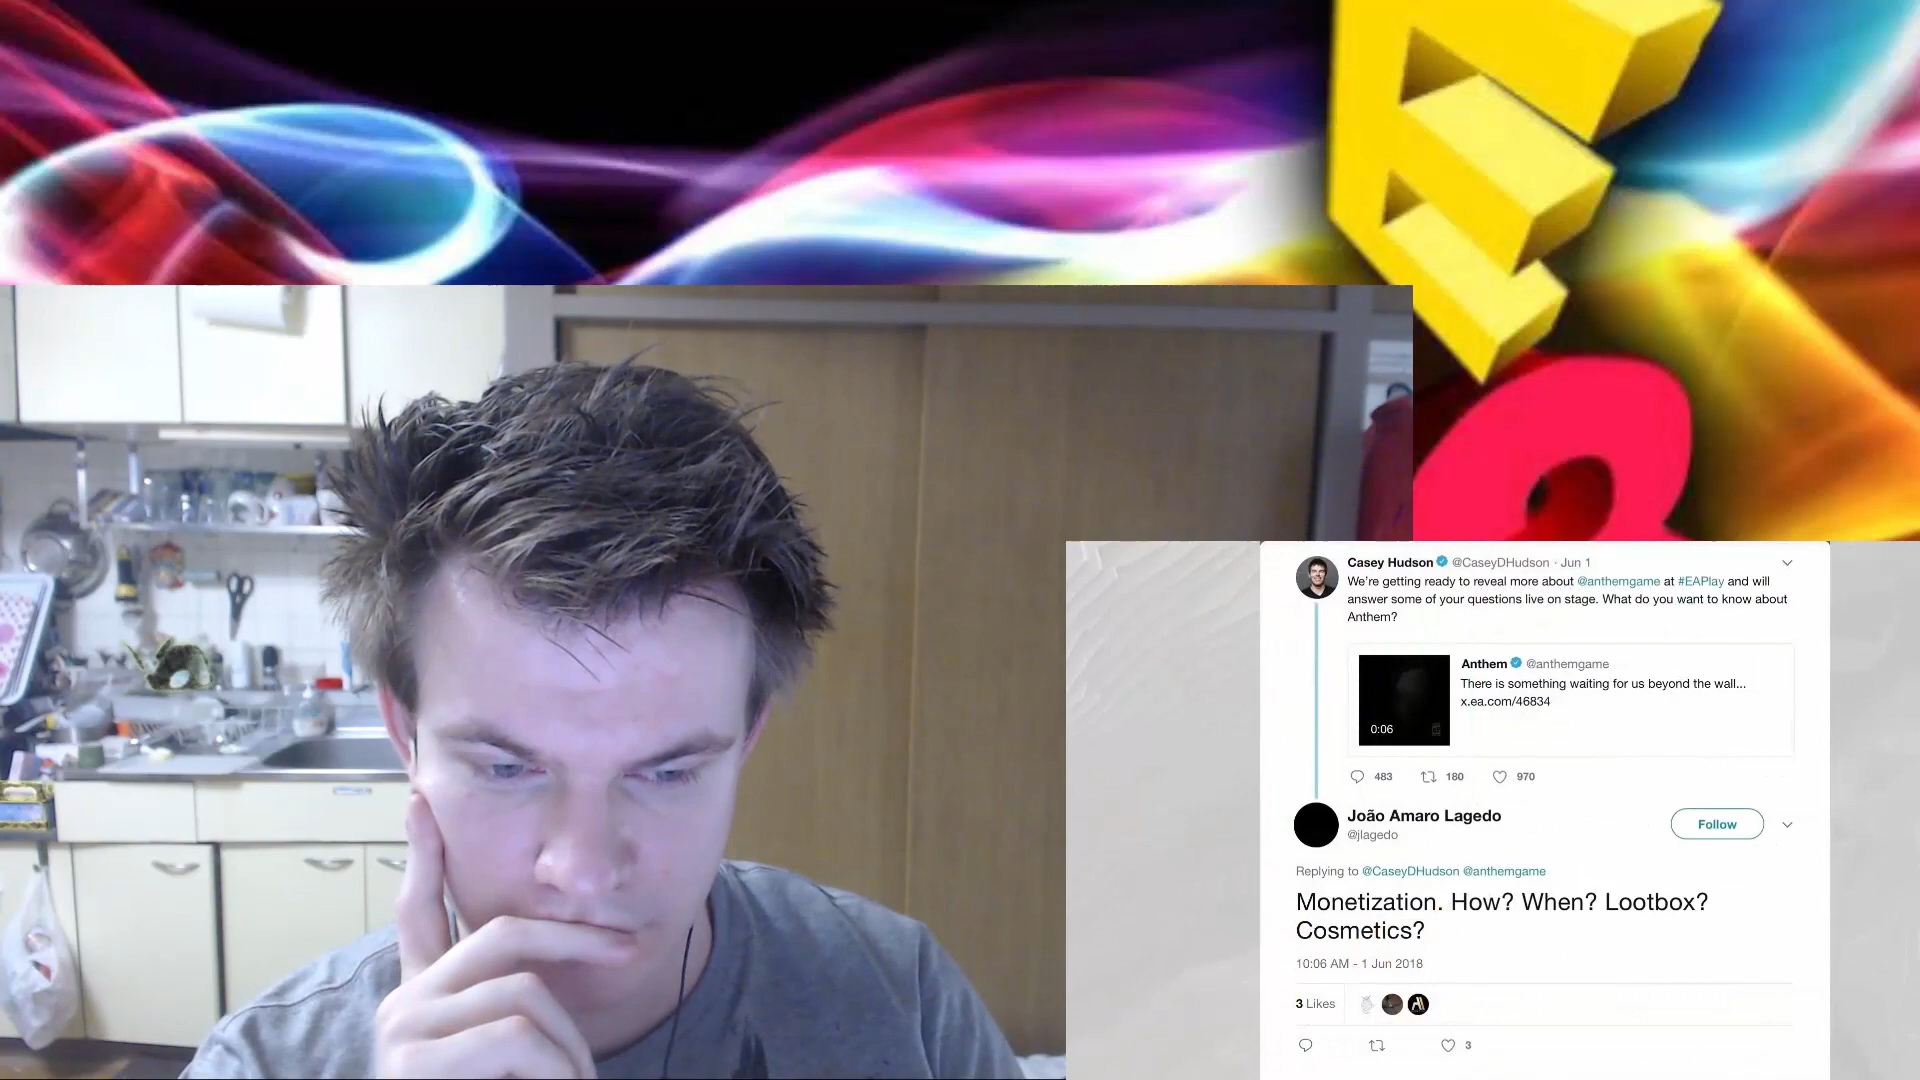 E3
Casey Hudson @CaseyDHudson · Jun 1
We're getting ready to reveal more about @anthemgame at #EAPlay and will
answer some of your questions live on stage. What do you want to know about
Anthem?
Anthem @anthemgame
There is something waiting for us beyond the wall...
x.ea.com/46834
0:06
483 180 970
João Amaro Lagedo
@jlagedo
Follow
Replying to @CaseyDHudson @anthemgame
Monetization. How? When? Lootbox?
Cosmetics?
10:06 AM - 1 Jun 2018
3 Likes
3